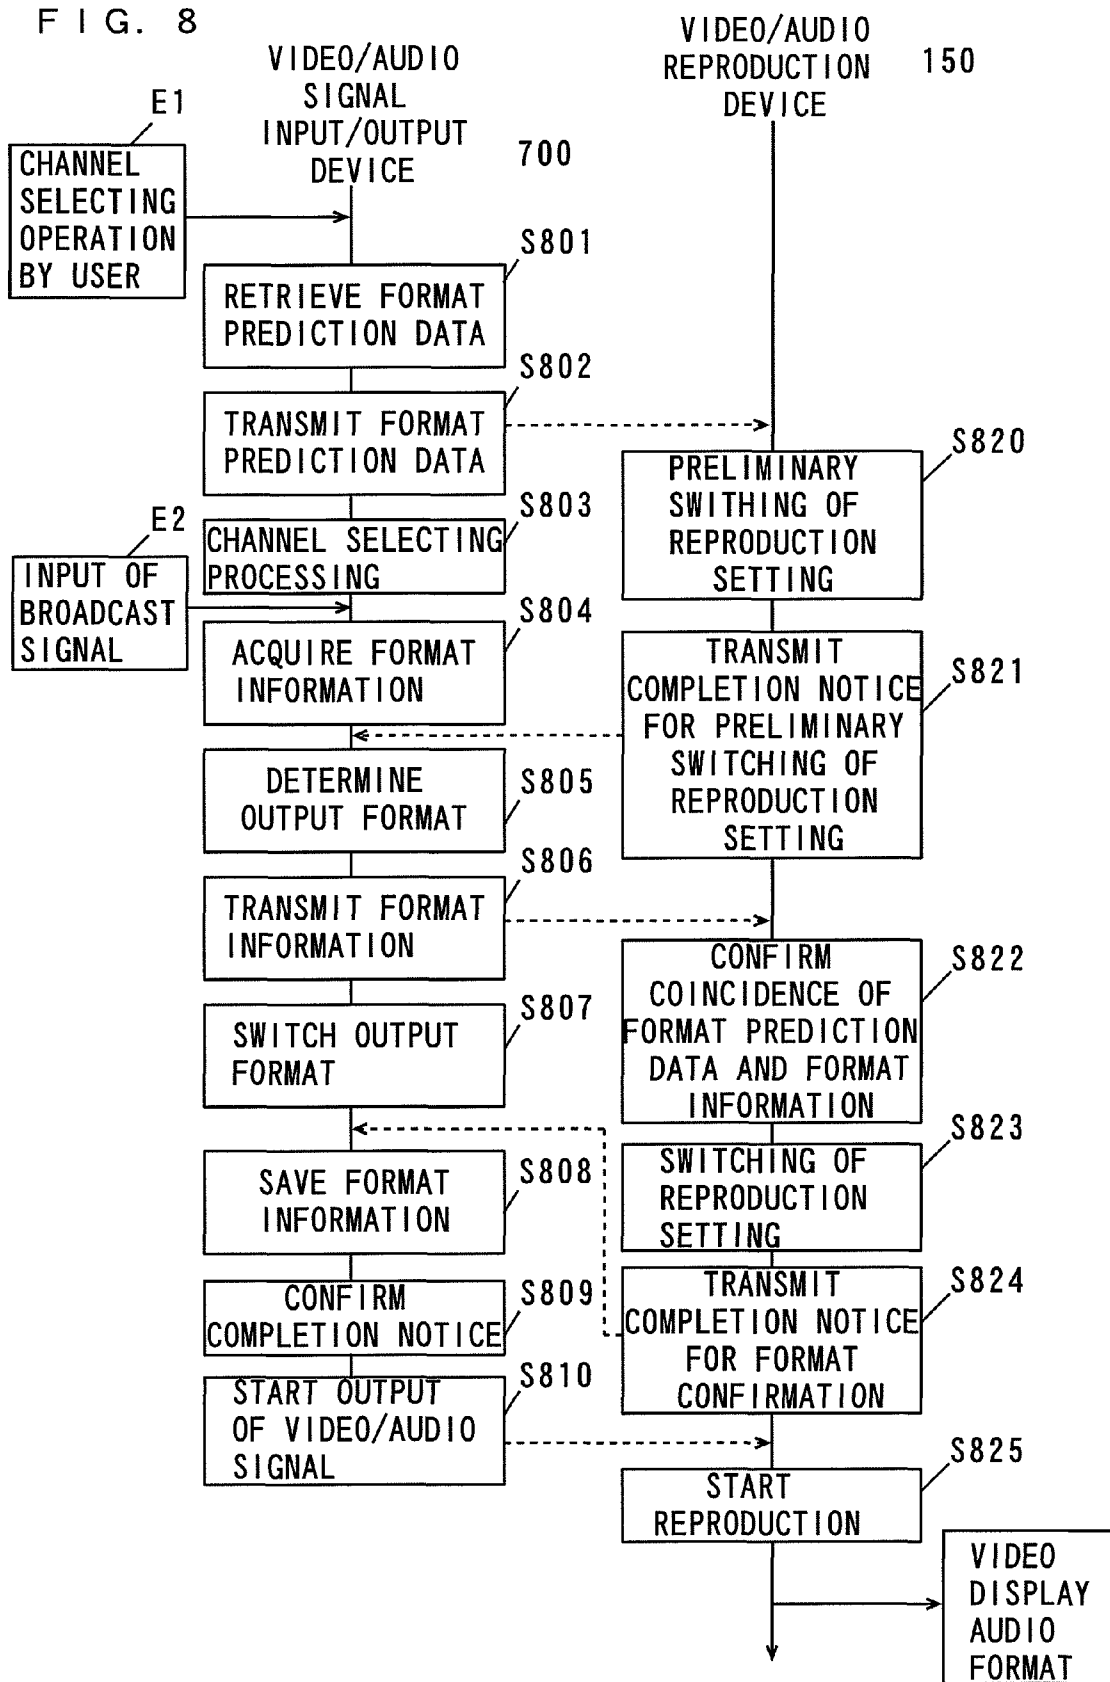 FIG. 8
VIDEO/AUDIO
SIGNAL
INPUT/OUTPUT
DEVICE
700
VIDEO/AUDIO
REPRODUCTION
DEVICE
150
E1
CHANNEL
SELECTING
OPERATION
BY USER
S801
RETRIEVE FORMAT
PREDICTION DATA
S802
TRANSMIT FORMAT
PREDICTION DATA
S803
CHANNEL SELECTING
PROCESSING
E2
INPUT OF
BROADCAST
SIGNAL
S804
ACQUIRE FORMAT
INFORMATION
S805
DETERMINE
OUTPUT FORMAT
S806
TRANSMIT FORMAT
INFORMATION
S807
SWITCH OUTPUT
FORMAT
S808
SAVE FORMAT
INFORMATION
S809
CONFIRM
COMPLETION NOTICE
S810
START OUTPUT
OF VIDEO/AUDIO
SIGNAL
S820
PRELIMINARY
SWITHING OF
REPRODUCTION
SETTING
S821
TRANSMIT
COMPLETION NOTICE
FOR PRELIMINARY
SWITCHING OF
REPRODUCTION
SETTING
S822
CONFIRM
COINCIDENCE OF
FORMAT PREDICTION
DATA AND FORMAT
INFORMATION
S823
SWITCHING OF
REPRODUCTION
SETTING
S824
TRANSMIT
COMPLETION NOTICE
FOR FORMAT
CONFIRMATION
S825
START
REPRODUCTION
VIDEO
DISPLAY
AUDIO
FORMAT